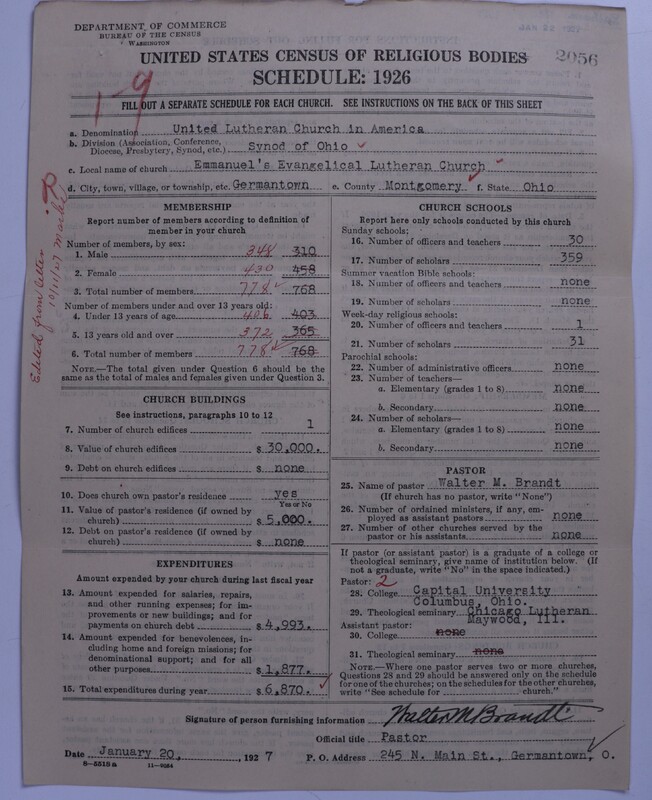 DEPARTMENT OF COMMERCE
BUREAU OF THE CENSUS
WASHINGTON
JAN 22 1927
UNITED STATES CENSUS OF RELIGIOUS BODIES
2056
SCHEDULE: 1926
1-9
FILL OUT A SEPARATE SCHEDULE FOR EACH CHURCH. SEE INSTRUCTIONS ON THE BACK OF THIS SHEET
a. Denomination United Lutheran Church in America
b. Division (Association, Conference, Diocese, Presbytery, Synod, etc.) Synod of Ohio
c. Local name of church Emmanuel's Evangelical Lutheran Church
d. City, town, village, or township, etc. Germantown e. County Montgomery f. State Ohio
Edited from letter
10/11/27
MEMBERSHIP
Report number of members according to definition of
member in your church
Number of members, by sex:
1. Male 348 310
2. Female 430 458
3. Total number of members. 778 768
Number of members under and over 13 years old:
4. Under 13 years of age 406 403
5. 13 years old and over 372 365
6. Total number of members 778 768
NOTE.—The total given under Question 6 should be
same as the total of males and females given under Question 3.
CHURCH BUILDINGS
See instructions, paragraphs 10 to 12
7. Number of church edifices 1
8. Value of church edifices $ 30,000.
9. Debt on church edifices $ none
10. Does church own pastor's residence yes
Yes or No
11. Value of pastor's residence (if owned by
church) $ 5,000.
12. Debt on pastor's residence (if owned by
church) $ none
EXPENDITURES
Amount expended by your church during last fiscal year
13. Amount expended for salaries, repairs,
and other running expenses; for im-
provements or new buildings; and for
payments on church debt $ 4,993.
14. Amount expended for benevolences, in-
cluding home and foreign missions; for
denominational support; and for all
other purposes $ 1,877.
15. Total expenditures during year $ 6,870.
CHURCH SCHOOLS
Report here only schools conducted by this church
Sunday schools:
16. Number of officers and teachers 30
17. Number of scholars 359
Summer vacation Bible schools:
18. Number of officers and teachers none
19. Number of scholars none
Week-day religious schools:
20. Number of officers and teachers 1
21. Number of scholars 31
Parochial schools:
22. Number of administrative officers. none
23. Number of teachers—
a. Elementary (grades 1 to 8) none
b. Secondary none
24. Number of scholars—
a. Elementary (grades 1 to 8) none
b. Secondary none
PASTOR
25. Name of pastor Walter M. Brandt
(If church has no pastor, write "None")
26. Number of ordained ministers, if any, em-
ployed as assistant pastors none
27. Number of other churches served by the
pastor or his assistants none
If pastor (or assistant pastor) is a graduate of a college or
theological seminary, give name of institution below. (If
not a graduate, write "No" in the space indicated.)
Pastor: 2
28. College Capital University
Columbus, Ohio.
29. Theological seminary Chicago Lutheran
Maywood, Ill.
Assistant pastor:
30. College none
31. Theological seminary none
NOTE.—Where one pastor serves two or more churches,
Questions 28 and 29 should be answered only on the schedule
for one of the churches; on the schedules for the other churches,
write "See schedule for church."
Signature of person furnishing information Walter M Brandt
Official title Pastor
Date January 20, 1927 P. O. Address 245 N. Main St., Germantown, O.
8-5518a 11-9264